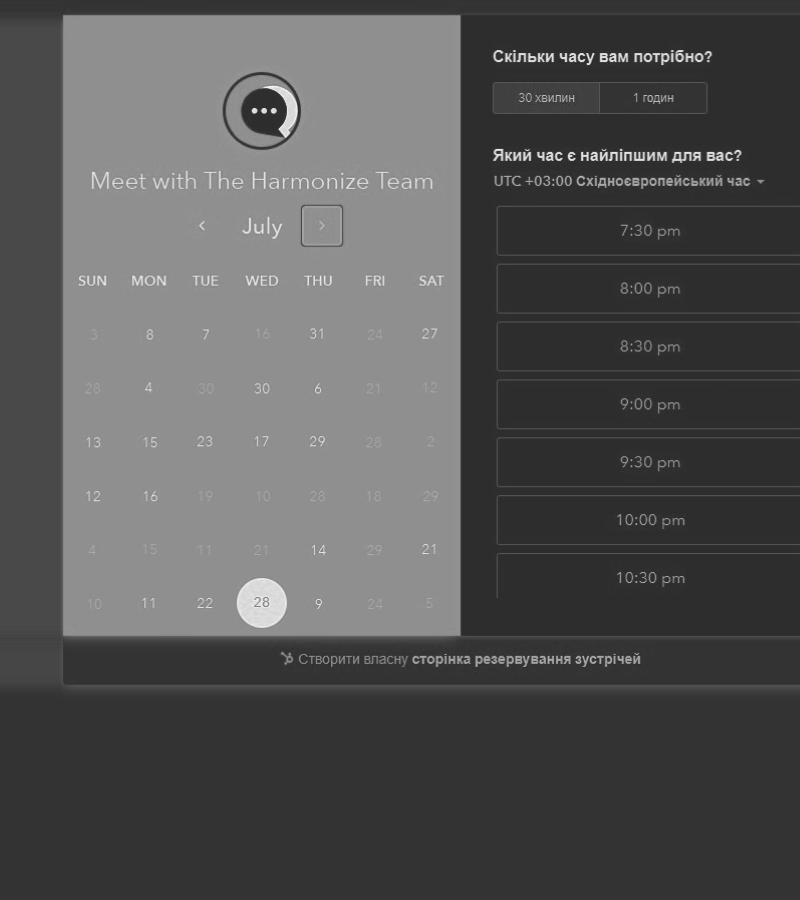 Meet with The Harmonize Team
July
SUN MON TUE WED THU FRI SAT
3 8 7 16 31 24 27
28 4 30 30 6 21 12
13 15 23 17 29 28 2
12 16 19 10 28 18 29
4 15 11 21 14 29 21
10 11 22 28 9 24 5
Скільки часу вам потрібно?
30 хвилин 1 годин
Який час є найліпшим для вас?
UTC +03:00 Східноєвропейський час
7:30 pm
8:00 pm
8:30 pm
9:00 pm
9:30 pm
10:00 pm
10:30 pm
Створити власну сторінка резервування зустрічей